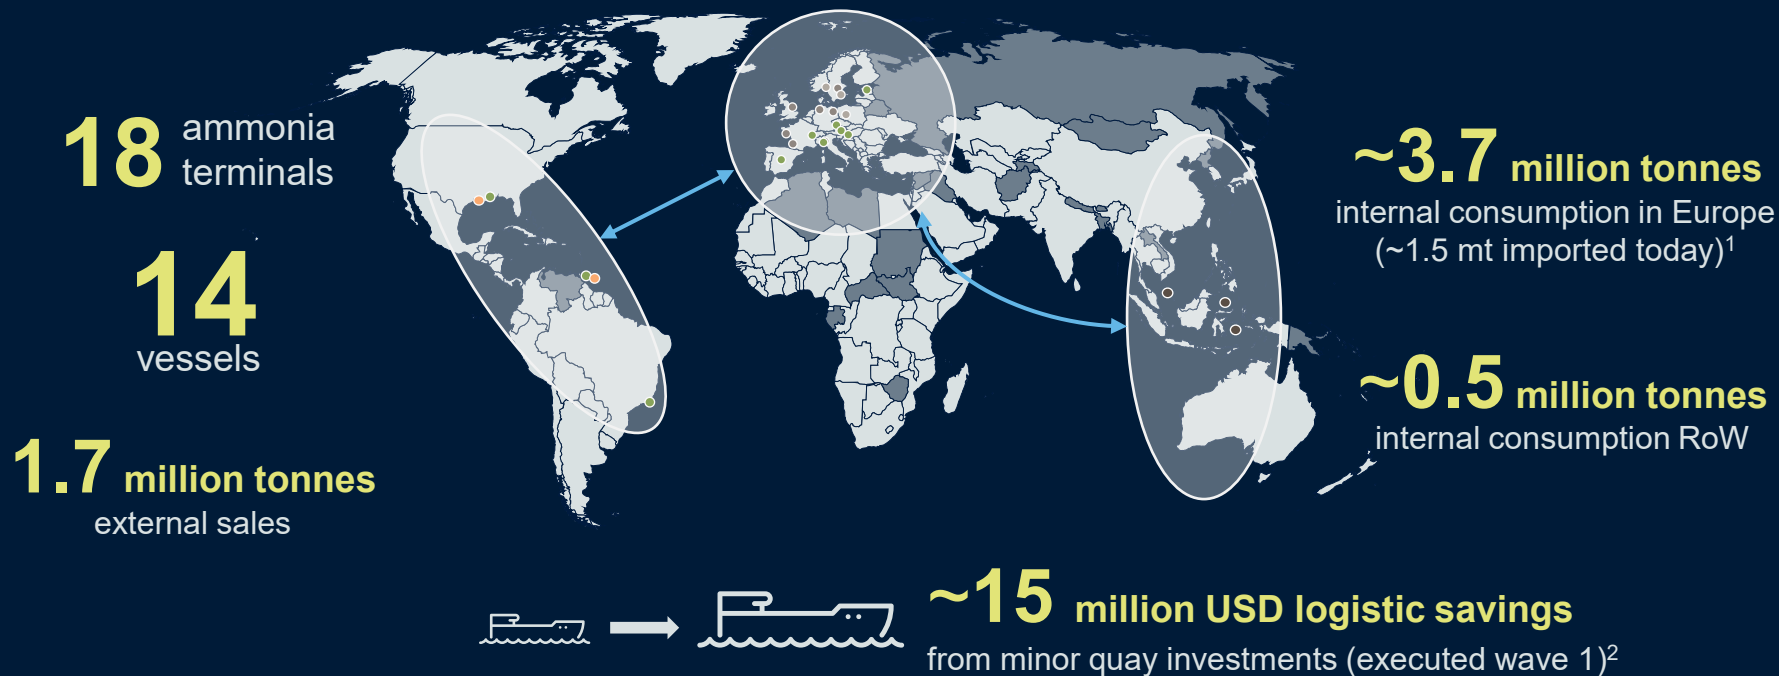 18 ammonia
terminals
14
vessels
1.7 million tonnes
external sales
~3.7 million tonnes
internal consumption in Europe
(~1.5 mt imported today)1
~0.5 million tonnes
internal consumption RoW
~15 million USD logistic savings
from minor quay investments (executed wave 1)2